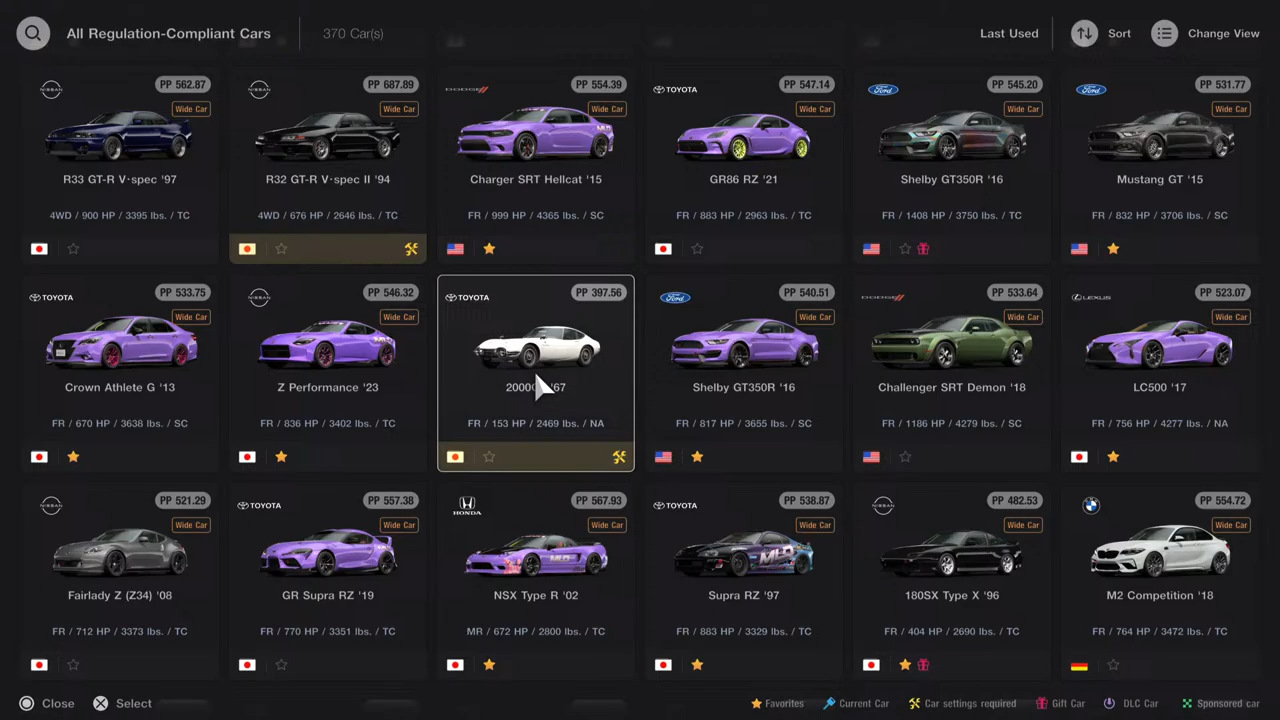 All Regulation-Compliant Cars 370 Car(s) Last Used Sort Change View
PP 562.87 PP 687.89 DODGE PP 554.39 TOYOTA PP 547.14 Ford PP 545.20 Ford PP 531.77
Wide Car Wide Car Wide Car Wide Car Wide Car Wide Car
R33 GT-R V・spec '97 R32 GT-R V・spec II '94 Charger SRT Hellcat '15 GR86 RZ '21 Shelby GT350R '16 Mustang GT '15
4WD / 900 HP / 3395 lbs. / TC 4WD / 676 HP / 2646 lbs. / TC FR / 999 HP / 4365 lbs. / SC FR / 883 HP / 2963 lbs. / TC FR / 1408 HP / 3750 lbs. / TC FR / 832 HP / 3706 lbs. / SC
TOYOTA PP 533.75 PP 546.32 TOYOTA PP 397.56 Ford PP 540.51 DODGE PP 533.64 LEXUS PP 523.07
Wide Car Wide Car Wide Car Wide Car Wide Car
Crown Athlete G '13 Z Performance '23 '67 Shelby GT350R '16 Challenger SRT Demon '18 LC500 '17
FR / 670 HP / 3638 lbs. / SC FR / 836 HP / 3402 lbs. / TC FR / 153 HP / 2469 lbs. / NA FR / 817 HP / 3655 lbs. / SC FR / 1186 HP / 4279 lbs. / SC FR / 756 HP / 4277 lbs. / NA
PP 521.29 TOYOTA PP 557.38 HONDA PP 567.93 TOYOTA PP 538.87 PP 482.53 PP 554.72
Wide Car Wide Car Wide Car Wide Car Wide Car Wide Car
Fairlady Z (Z34) '08 GR Supra RZ '19 NSX Type R '02 Supra RZ '97 180SX Type X '96 M2 Competition '18
FR / 712 HP / 3373 lbs. / TC FR / 770 HP / 3351 lbs. / TC MR / 672 HP / 2800 lbs. / TC FR / 883 HP / 3329 lbs. / TC FR / 404 HP / 2690 lbs. / TC FR / 764 HP / 3472 lbs. / TC
Close Select Favorites Current Car Car settings required Gift Car DLC Car Sponsored car